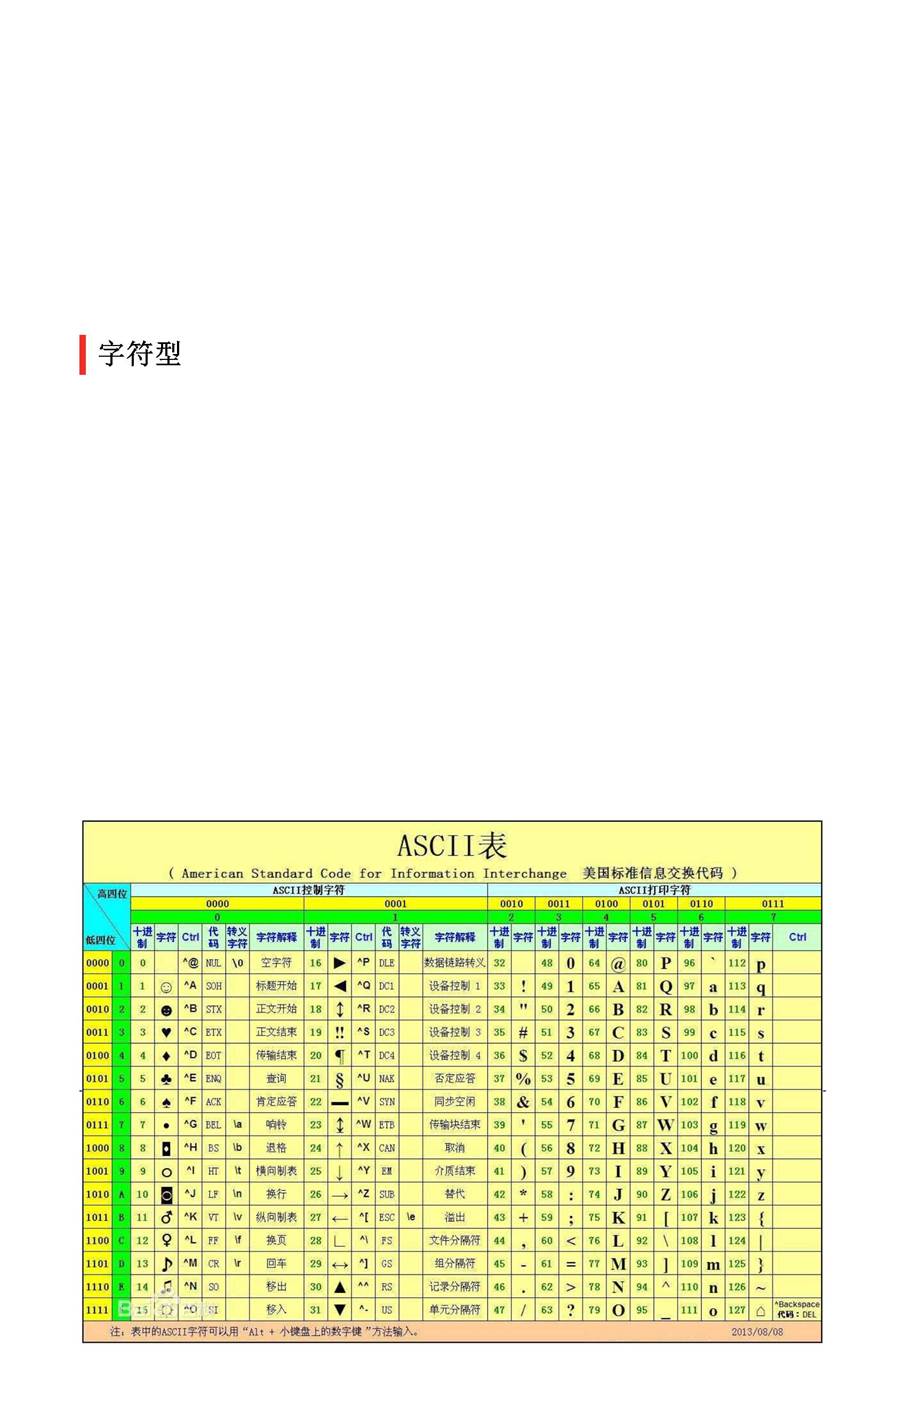 字符型
ASCII表
( American Standard Code for Information Interchange 美国标准信息交换代码 )
高四位 ASCII控制字符 ASCII打印字符
0000 0001 0010 0011 0100 0101 0110 0111
0 1 2 3 4 5 6 7
低四位 十进制 字符 Ctrl 代码 转义字符 字符解释 十进制 字符 Ctrl 代码 转义字符 字符解释 十进制 字符 十进制 字符 十进制 字符 十进制 字符 十进制 字符 十进制 字符 Ctrl
0000 0 0 ^@ NUL \0 空字符 16 ► ^P DLE 数据链路转义 32 48 0 64 @ 80 P 96 ` 112 p
0001 1 1 ☺ ^A SOH 标题开始 17 ◄ ^Q DC1 设备控制 1 33 ! 49 1 65 A 81 Q 97 a 113 q
0010 2 2 ☻ ^B STX 正文开始 18 ↕ ^R DC2 设备控制 2 34 " 50 2 66 B 82 R 98 b 114 r
0011 3 3 ♥ ^C ETX 正文结束 19 ‼ ^S DC3 设备控制 3 35 # 51 3 67 C 83 S 99 c 115 s
0100 4 4 ♦ ^D EOT 传输结束 20 ¶ ^T DC4 设备控制 4 36 $ 52 4 68 D 84 T 100 d 116 t
0101 5 5 ♣ ^E ENQ 查询 21 § ^U NAK 否定应答 37 % 53 5 69 E 85 U 101 e 117 u
0110 6 6 ♠ ^F ACK 肯定应答 22 ▬ ^V SYN 同步空闲 38 & 54 6 70 F 86 V 102 f 118 v
0111 7 7 • ^G BEL \a 响铃 23 ↨ ^W ETB 传输块结束 39 ' 55 7 71 G 87 W 103 g 119 w
1000 8 8 ◘ ^H BS \b 退格 24 ↑ ^X CAN 取消 40 ( 56 8 72 H 88 X 104 h 120 x
1001 9 9 ○ ^I HT \t 横向制表 25 ↓ ^Y EM 介质结束 41 ) 57 9 73 I 89 Y 105 i 121 y
1010 A 10 ◙ ^J LF \n 换行 26 → ^Z SUB 替代 42 * 58 : 74 J 90 Z 106 j 122 z
1011 B 11 ♂ ^K VT \v 纵向制表 27 ← ^[ ESC \e 溢出 43 + 59 ; 75 K 91 [ 107 k 123 {
1100 C 12 ♀ ^L FF \f 换页 28 ∟ ^\ FS 文件分隔符 44 , 60 < 76 L 92 \ 108 l 124 |
1101 D 13 ♪ ^M CR \r 回车 29 ↔ ^] GS 组分隔符 45 - 61 = 77 M 93 ] 109 m 125 }
1110 E 14 ♫ ^N SO 移出 30 ▲ ^^ RS 记录分隔符 46 . 62 > 78 N 94 ^ 110 n 126 ~
1111 15 ☼ ^O SI 移入 31 ▼ ^- US 单元分隔符 47 / 63 ? 79 O 95 _ 111 o 127 ⌂ ^Backspace 代码：DEL
注：表中的ASCII字符可以用“Alt + 小键盘上的数字键”方法输入。 2013/08/08